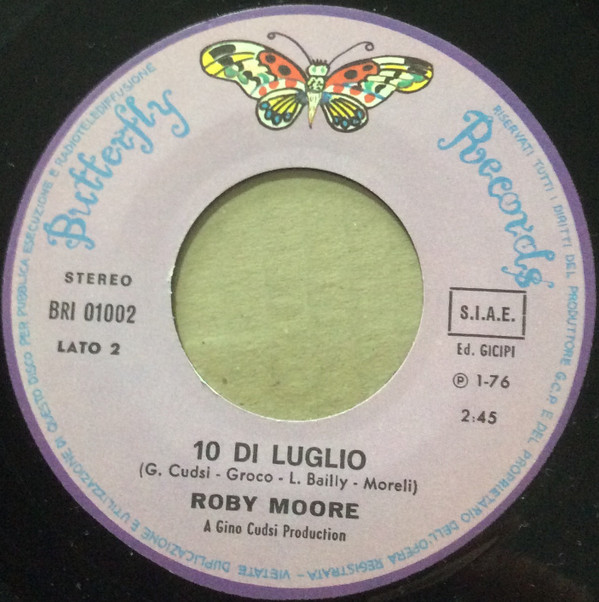 Butterfly Records
RISERVATI TUTTI I DIRITTI DEL PRODUTTORE G.C.P. E DEL PROPRIETARIO DELL'OPERA REGISTRATA - VIETATE DUPLICAZIONE E UTILIZZAZIONE DI QUESTO DISCO PER PUBBLICA ESECUZIONE E RADIOTELEDIFFUSIONE
STEREO
BRI 01002
LATO 2
S.I.A.E.
Ed. GICIPI
℗ 1-76
2:45
10 DI LUGLIO
(G. Cudsi - Groco - L. Bailly - Moreli)
ROBY MOORE
A Gino Cudsi Production